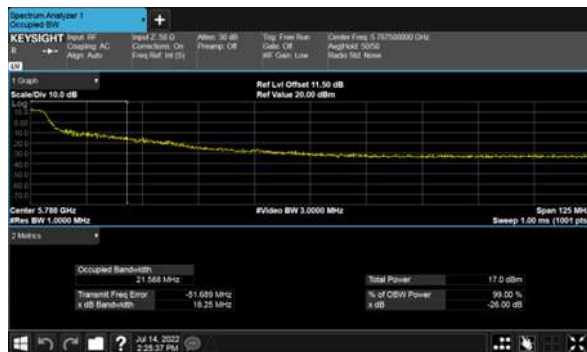 Spectrum Analyzer 1
Occupied BW
+
KEYSIGHT Input: RF
Coupling: AC
Align: Auto
Input Z: 50 Ω
Corrections: On
Freq Ref: Int (S)
Atten: 30 dB
Preamp: Off
Trig: Free Run
Gate: Off
#IF Gain: Low
Center Freq: 5.787500000 GHz
Avg|Hold: 50/50
Radio Std: None
1 Graph
Scale/Div 10.0 dB
Ref Lvl Offset 11.50 dB
Ref Value 20.00 dBm
Log
Center 5.788 GHz
#Res BW 1.0000 MHz
#Video BW 3.0000 MHz
Span 125 MHz
Sweep 1.00 ms (1001 pts)
2 Metrics
Occupied Bandwidth
21.588 MHz
Total Power 17.0 dBm
Transmit Freq Error -51.689 MHz
% of OBW Power 99.00 %
x dB Bandwidth 18.25 MHz
x dB -26.00 dB
?
Jul 14, 2022
2:25:37 PM